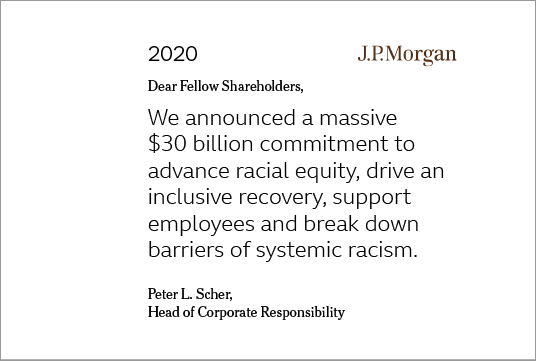 2020
J.P.Morgan
Dear Fellow Shareholders,
We announced a massive
$30 billion commitment to
advance racial equity, drive an
inclusive recovery, support
employees and break down
barriers of systemic racism.
Peter L. Scher,
Head of Corporate Responsibility